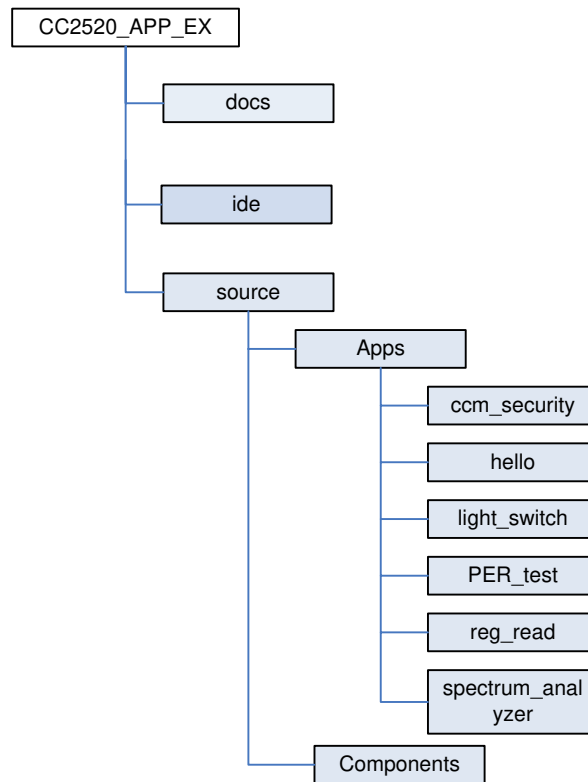 CC2520_APP_EX
docs
ide
source
Apps
ccm_security
hello
light_switch
PER_test
reg_read
spectrum_anal
yzer
Components